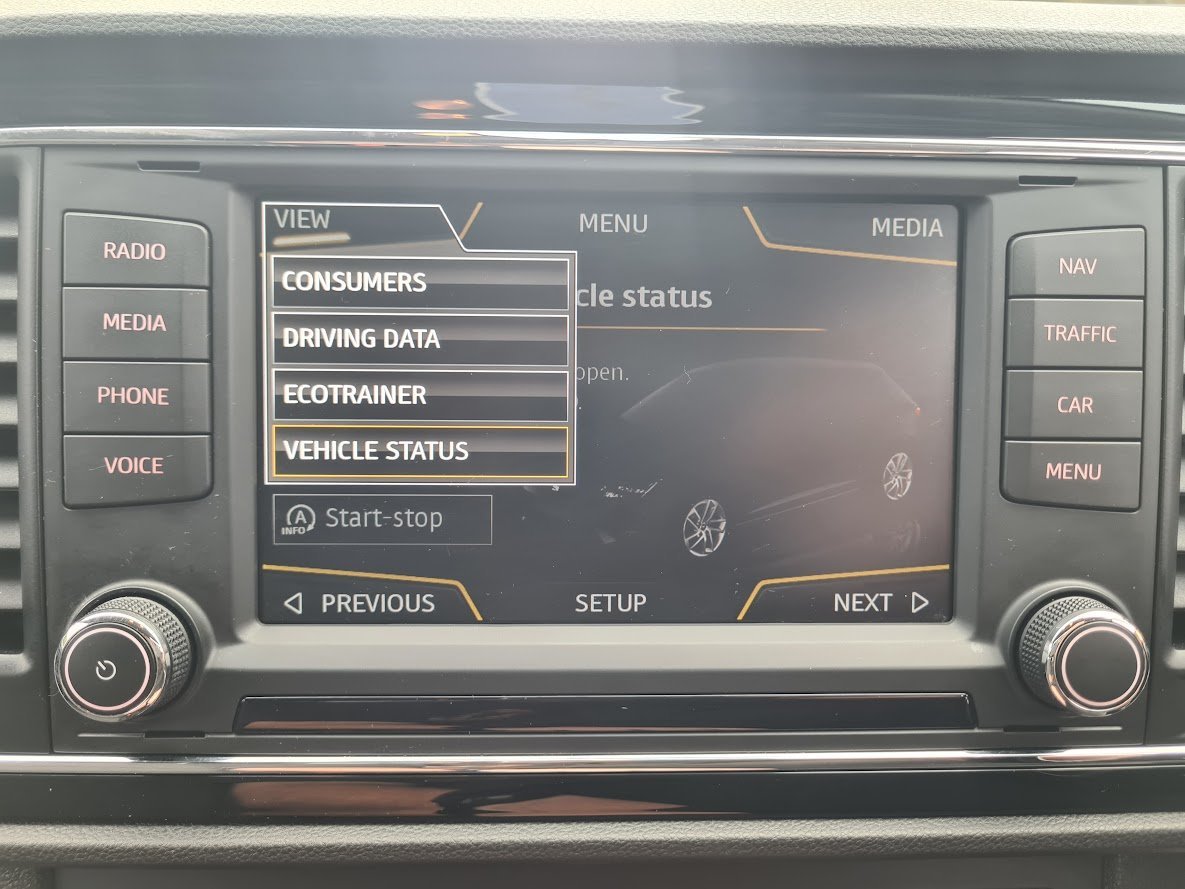 VIEW
MENU
MEDIA
CONSUMERS
DRIVING DATA
ECOTRAINER
VEHICLE STATUS
cle status
open.
A
INFO
Start-stop
PREVIOUS
SETUP
NEXT
RADIO
MEDIA
PHONE
VOICE
NAV
TRAFFIC
CAR
MENU